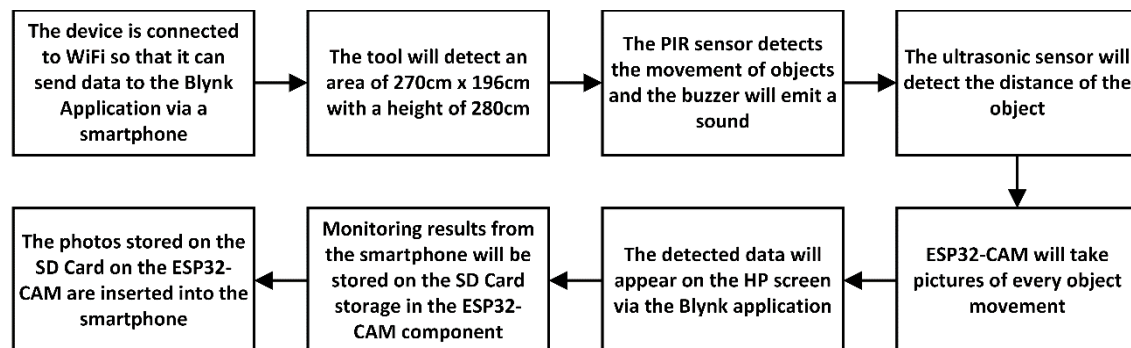 The device is connected
to WiFi so that it can
send data to the Blynk
Application via a
smartphone
The tool will detect an
area of 270cm x 196cm
with a height of 280cm
The PIR sensor detects
the movement of objects
and the buzzer will emit a
sound
The ultrasonic sensor will
detect the distance of the
object
ESP32-CAM will take
pictures of every object
movement
The detected data will
appear on the HP screen
via the Blynk application
Monitoring results from
the smartphone will be
stored on the SD Card
storage in the ESP32-
CAM component
The photos stored on the
SD Card on the ESP32-
CAM are inserted into the
smartphone